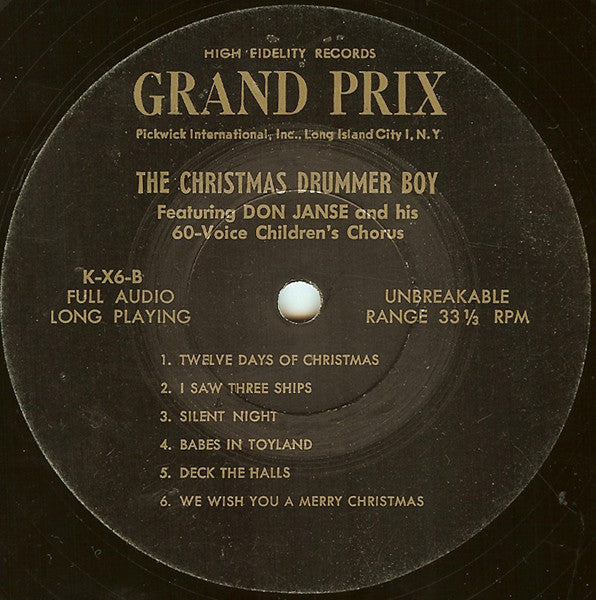 HIGH FIDELITY RECORDS
GRAND PRIX
Pickwick International, Inc., Long Island City 1, N. Y.
THE CHRISTMAS DRUMMER BOY
Featuring DON JANSE and his
60-Voice Children's Chorus
K-X6-B
FULL AUDIO
LONG PLAYING
UNBREAKABLE
RANGE 33 1/3 RPM
1. TWELVE DAYS OF CHRISTMAS
2. I SAW THREE SHIPS
3. SILENT NIGHT
4. BABES IN TOYLAND
5. DECK THE HALLS
6. WE WISH YOU A MERRY CHRISTMAS